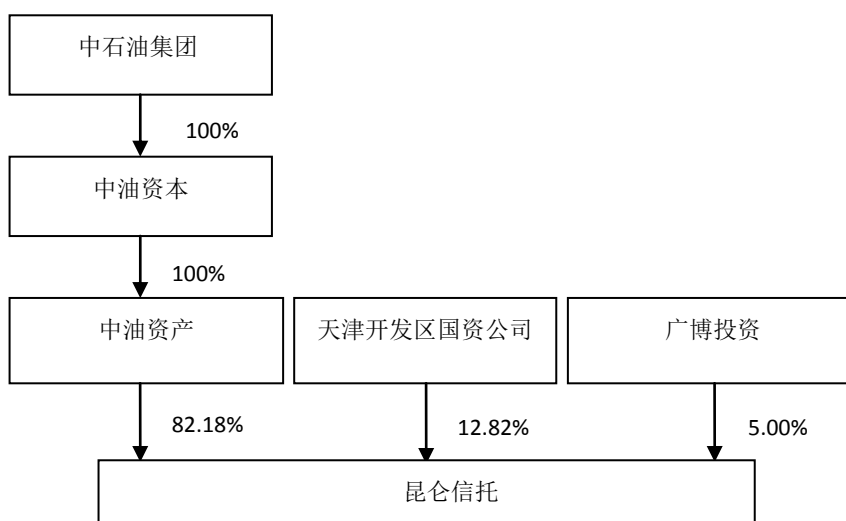 中石油集团
100%
中油资本
100%
中油资产
天津开发区国资公司
广博投资
82.18%
12.82%
5.00%
昆仑信托